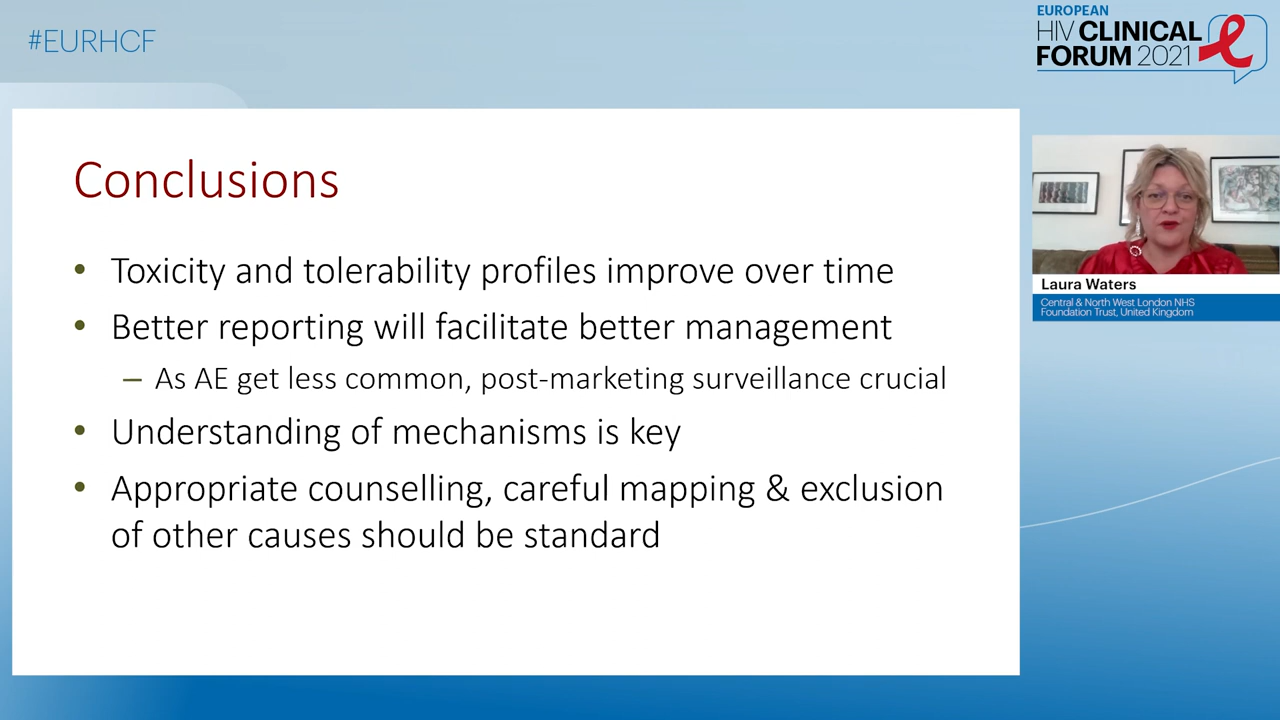 #EURHCF
EUROPEAN
HIV CLINICAL
FORUM 2021
Conclusions
• Toxicity and tolerability profiles improve over time
• Better reporting will facilitate better management
– As AE get less common, post-marketing surveillance crucial
• Understanding of mechanisms is key
• Appropriate counselling, careful mapping & exclusion
of other causes should be standard
Laura Waters
Central & North West London NHS
Foundation Trust, United Kingdom